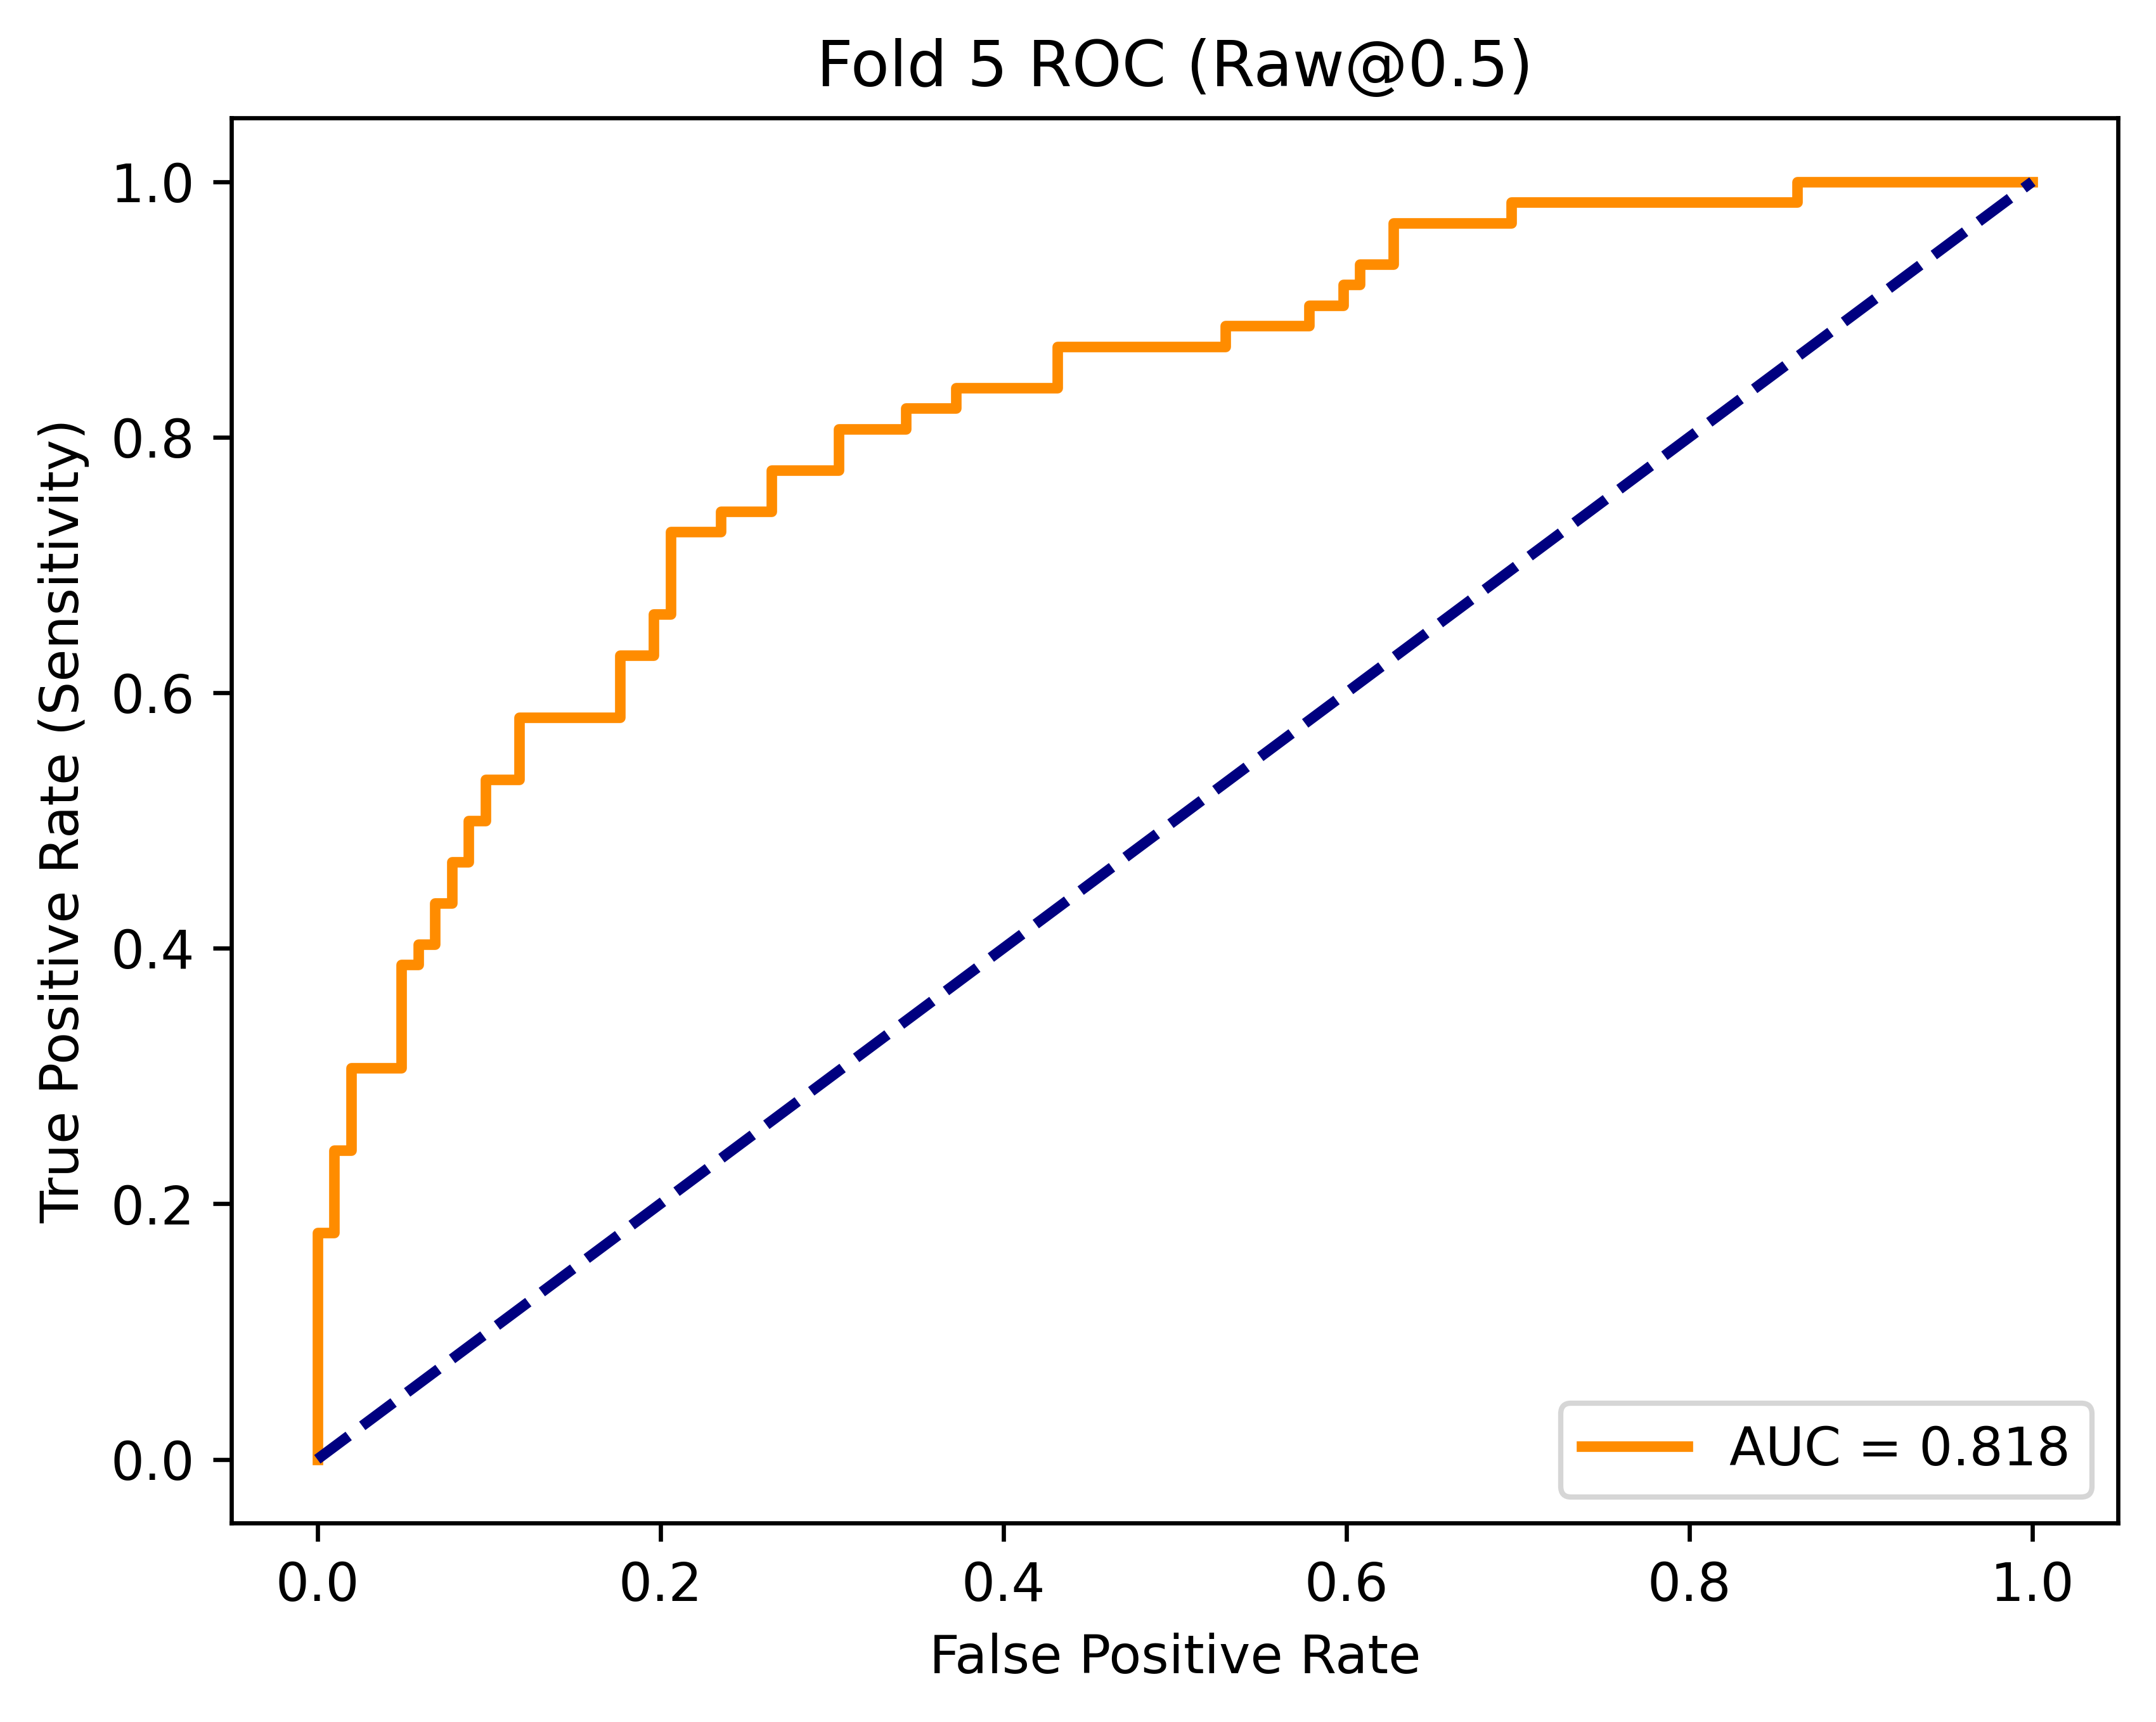 Fold 5 ROC (Raw@0.5)
True Positive Rate (Sensitivity)
1.0
0.8
0.6
0.4
0.2
0.0
AUC = 0.818
0.0 0.2 0.4 0.6 0.8 1.0
False Positive Rate